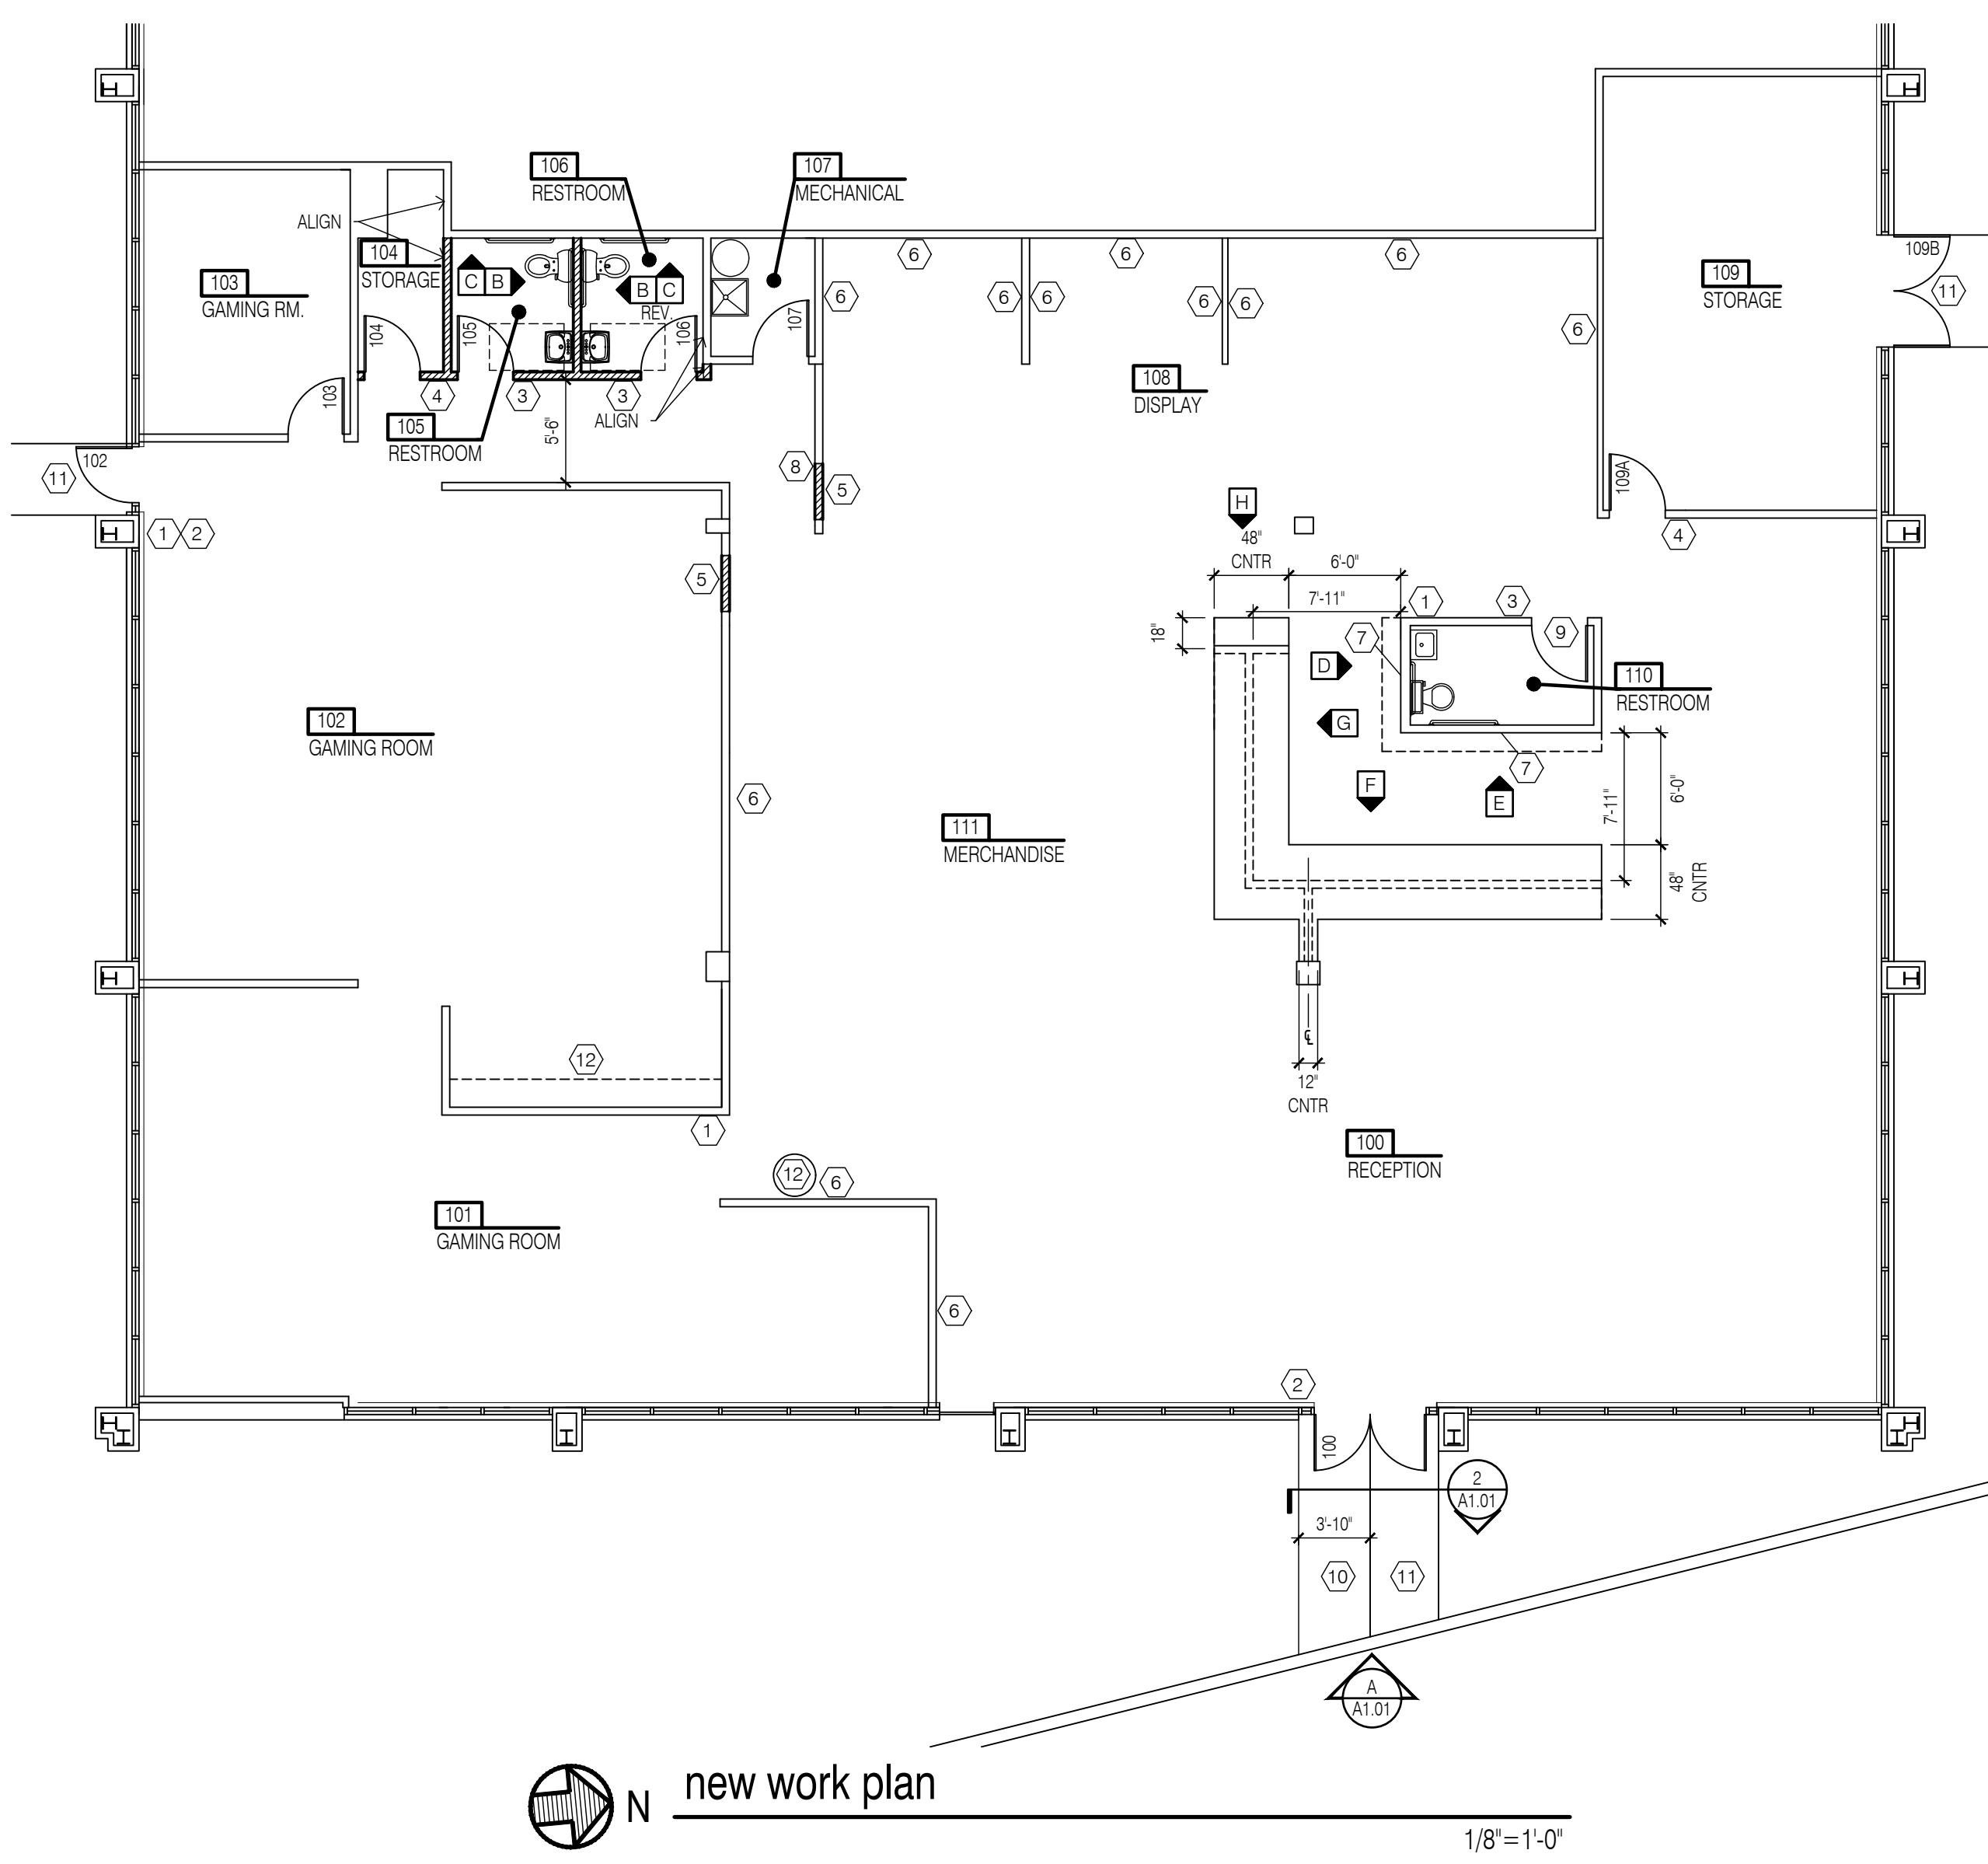 106
RESTROOM
107
MECHANICAL
ALIGN
104
STORAGE
103
GAMING RM.
C B
B C
REV.
6
6
6
109B
109
STORAGE
11
6
6
6
6
6
6
104
105
106
107
103
108
DISPLAY
4
3
3
ALIGN
105
RESTROOM
5'-6"
102
11
8
5
109A
H
48"
CNTR
6'-0"
4
1
2
5
7'-11"
1
3
18"
7
9
D
110
RESTROOM
102
GAMING ROOM
G
7
F
E
6
7'-11"
6'-0"
111
MERCHANDISE
48"
CNTR
12
℄
12"
CNTR
1
100
RECEPTION
12
6
101
GAMING ROOM
6
2
100
2
A1.01
3'-10"
10
11
A
A1.01
N
new work plan
1/8"=1'-0"